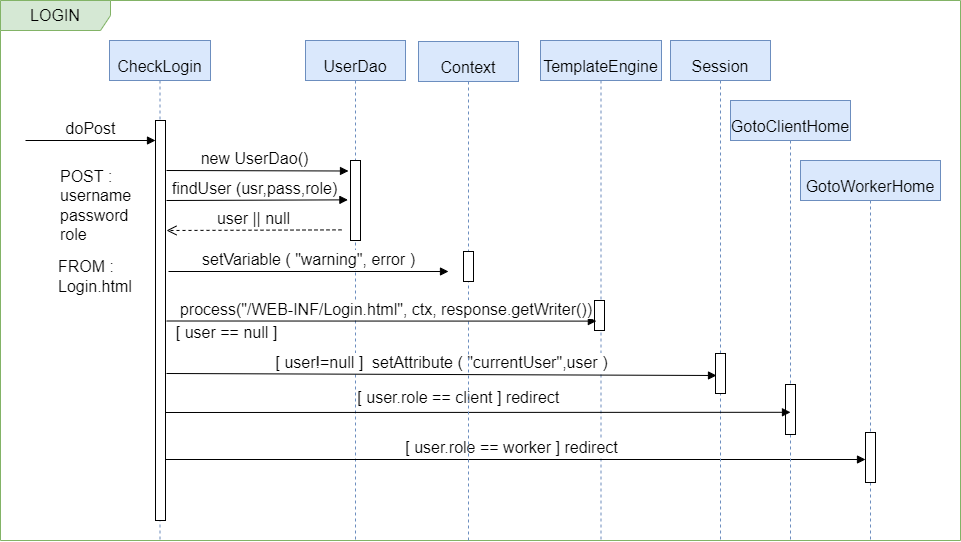 LOGIN
CheckLogin
UserDao
Context
TemplateEngine
Session
GotoClientHome
GotoWorkerHome
doPost
POST :
username
password
role
FROM :
Login.html
new UserDao()
findUser (usr,pass,role)
user || null
setVariable ( "warning", error )
process("/WEB-INF/Login.html", ctx, response.getWriter())
[ user == null ]
[ user!=null ] setAttribute ( "currentUser",user )
[ user.role == client ] redirect
[ user.role == worker ] redirect